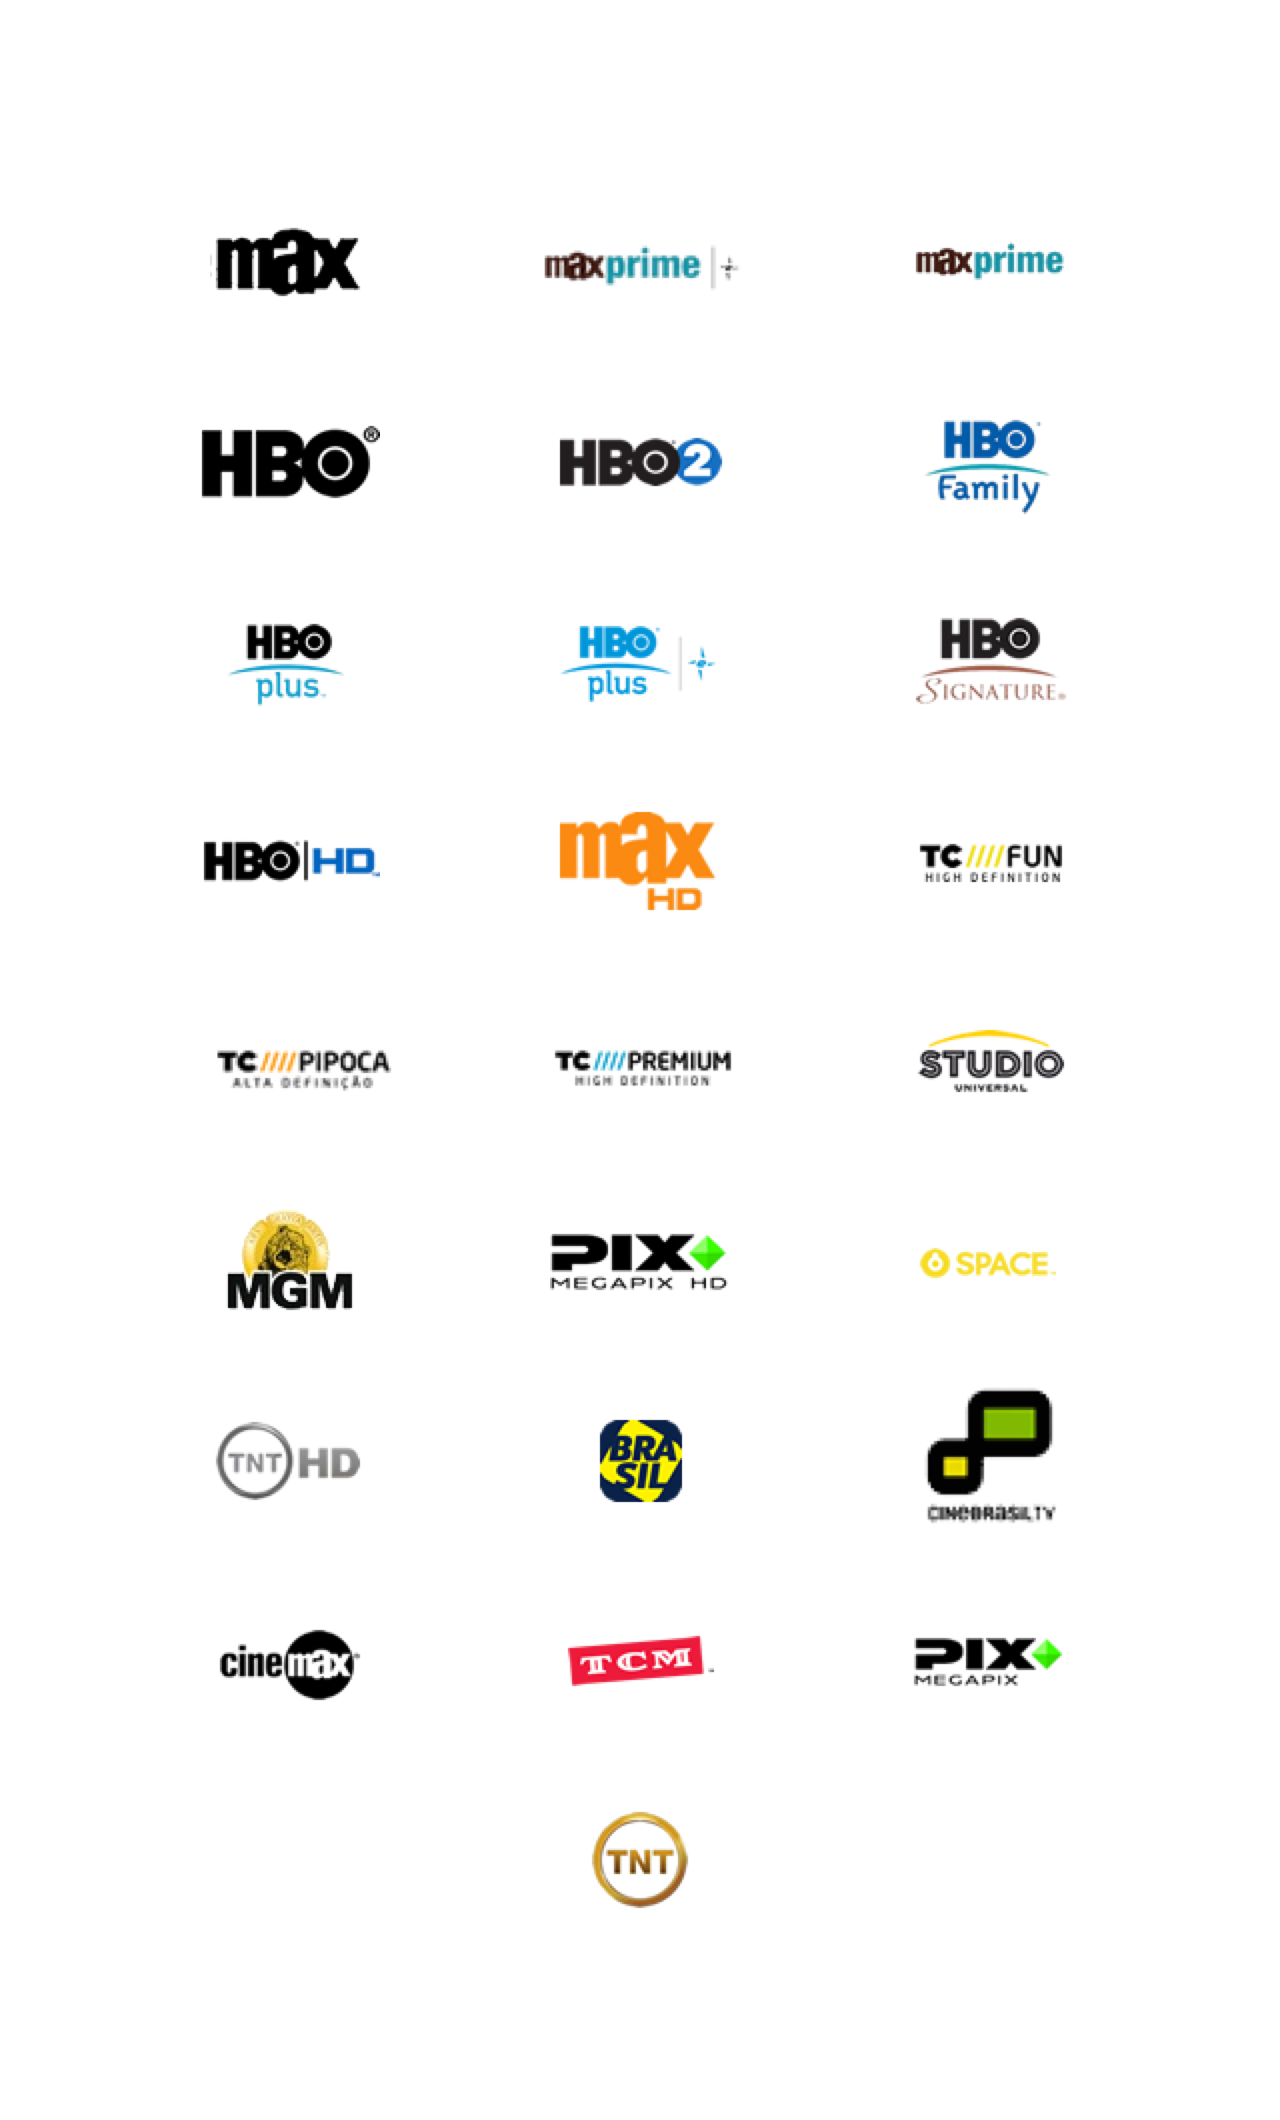 max
maxprime
maxprime
HBO®
HBO2
HBO
Family
HBO
plus
HBO
plus
HBO
SIGNATURE®
HBO HD
max
HD
TC////FUN
HIGH DEFINITION
TC////PIPOCA
ALTA DEFINIÇÃO
TC////PREMIUM
HIGH DEFINITION
STUDIO
UNIVERSAL
MGM
PIX
MEGAPIX HD
SPACE
TNT HD
BRA
SIL
CINEBRASILTV
cinemax
TCM
PIX
MEGAPIX
TNT